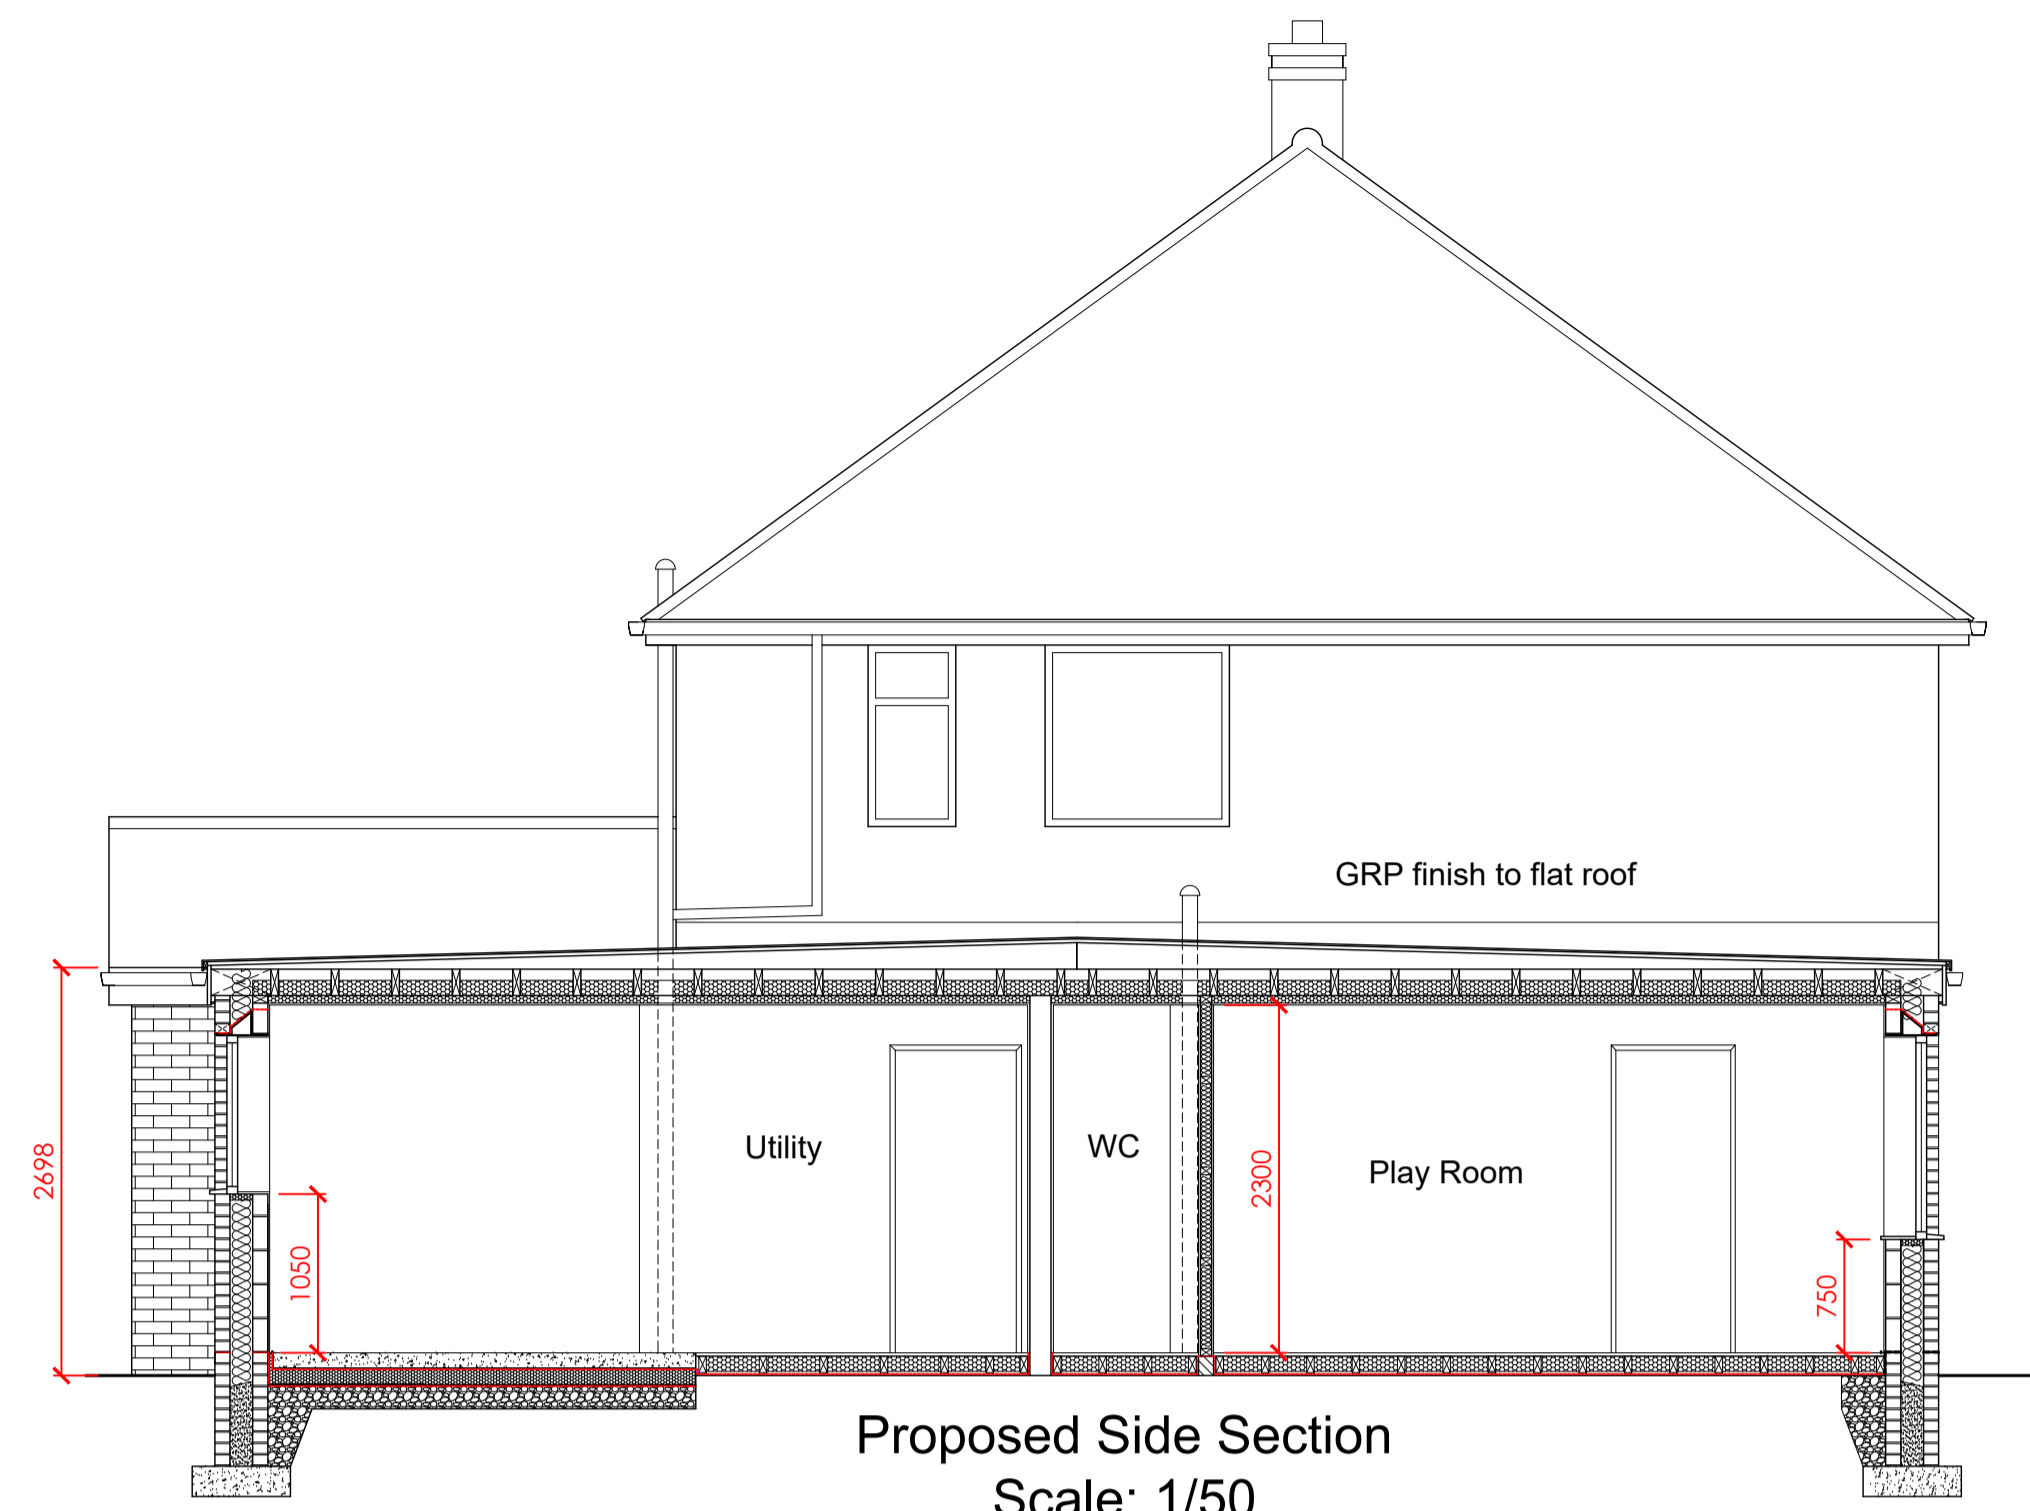 GRP finish to flat roof
2698
1050
Utility
WC
2300
Play Room
750
Proposed Side Section
Scale: 1/50